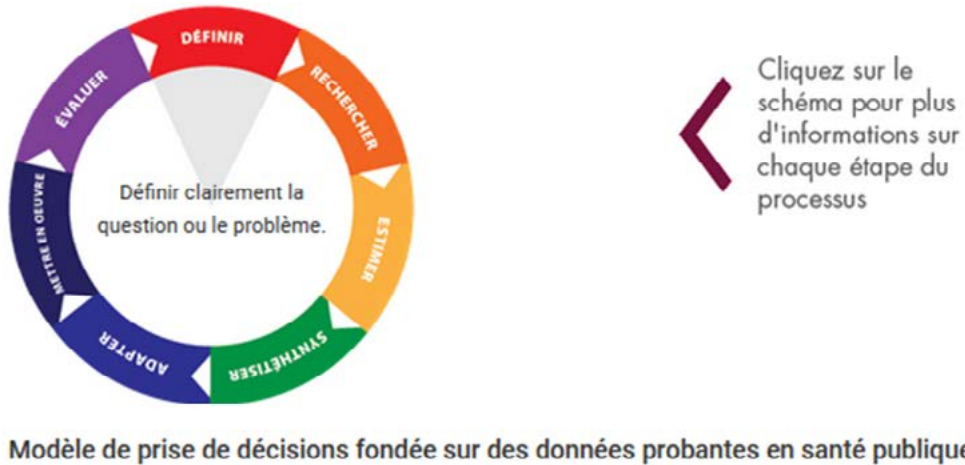 DÉFINIR
RECHERCHER
ESTIMER
SYNTHÉTISER
ADAPTER
METTRE EN OEUVRE
ÉVALUER
Définir clairement la
question ou le problème.
Cliquez sur le
schéma pour plus
d'informations sur
chaque étape du
processus
Modèle de prise de décisions fondée sur des données probantes en santé publique